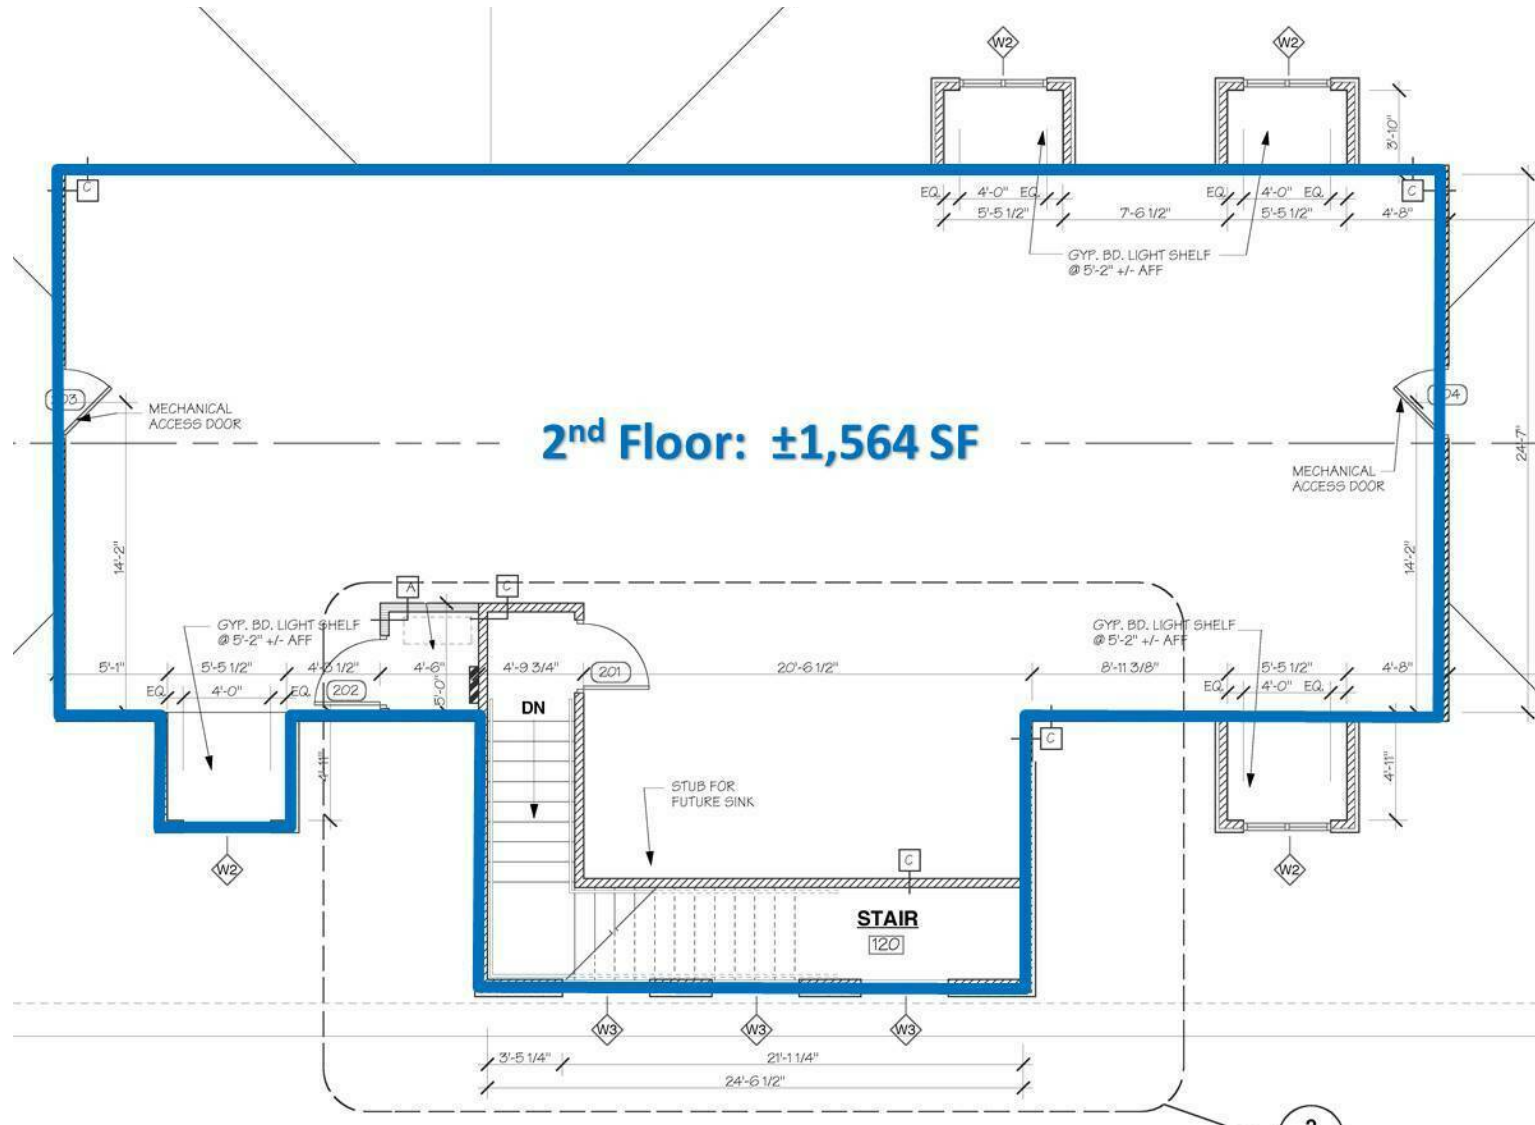 W2 W2
3'-10"
C C
EQ. 4'-0" EQ. EQ. 4'-0" EQ.
5'-5 1/2" 7'-6 1/2" 5'-5 1/2" 4'-8"
GYP. BD. LIGHT SHELF
@ 5'-2" +/- AFF
MECHANICAL
ACCESS DOOR
2nd Floor: ±1,564 SF
24'-7"
MECHANICAL
ACCESS DOOR
14'-2" 14'-2"
A C
GYP. BD. LIGHT SHELF
@ 5'-2" +/- AFF
GYP. BD. LIGHT SHELF
@ 5'-2" +/- AFF
5'-1" 5'-5 1/2" 4'-6" 4'-9 3/4" 201 20'-6 1/2" 8'-11 3/8" 5'-5 1/2" 4'-8"
EQ. 4'-0" EQ. 202 5'-0" EQ. 4'-0" EQ.
DN
C
4'-11"
STUB FOR
FUTURE SINK
C
W2 W2
STAIR
120
W3 W3 W3
3'-5 1/4" 21'-1 1/4"
24'-6 1/2"